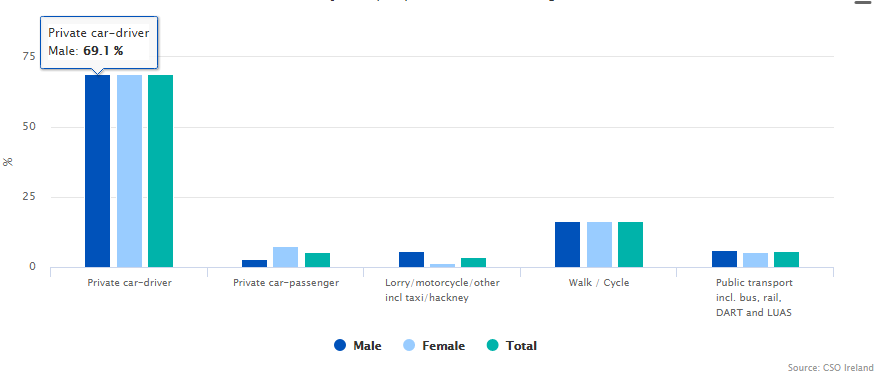 Private car-driver
Male: 69.1 %
75
50
25
0
%
Private car-driver
Private car-passenger
Lorry/motorcycle/other
incl taxi/hackney
Walk / Cycle
Public transport
incl. bus, rail,
DART and LUAS
Male
Female
Total
Source: CSO Ireland